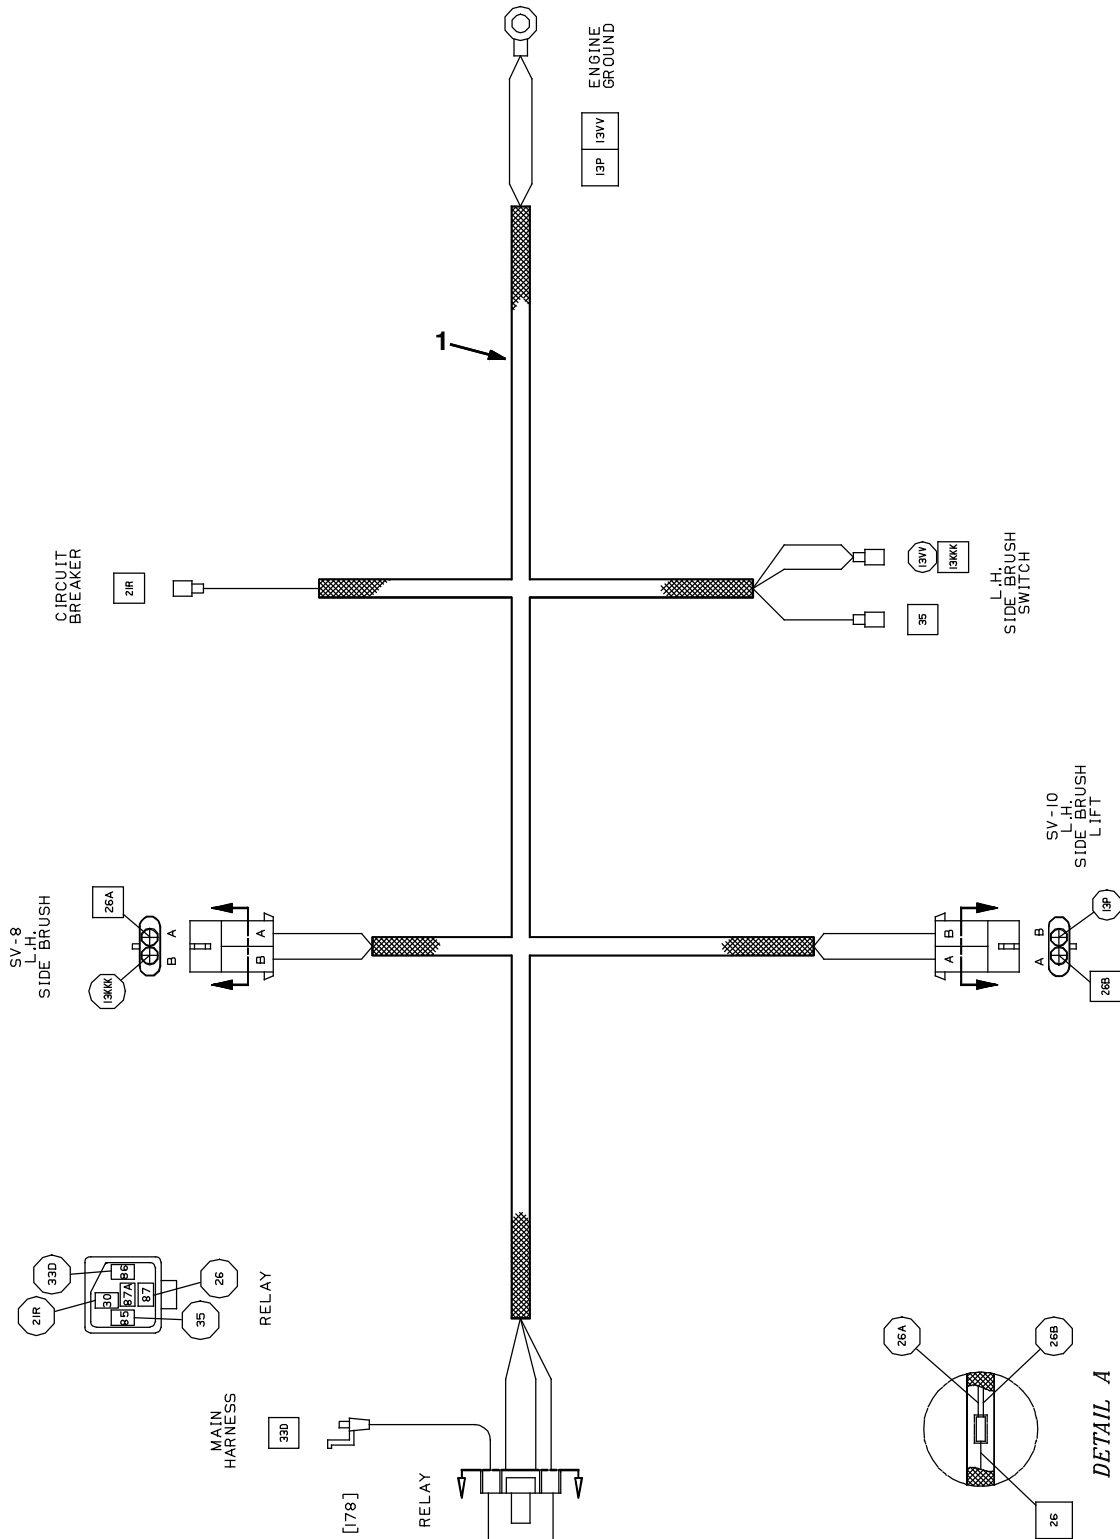 ENGINE
GROUND
13P 13VV
1
CIRCUIT
BREAKER
21R
13VV
13KKK
35
L.H.
SIDE BRUSH
SWITCH
SV-8
L.H.
SIDE BRUSH
26A
13KKK
A
B
A
B
SV-10
L.H.
SIDE BRUSH
LIFT
B
A
B
A
13P
26B
33D
21R
86
30
87A
87
85
26
35
RELAY
MAIN
HARNESS
33D
[178]
RELAY
26A
26B
26
DETAIL A